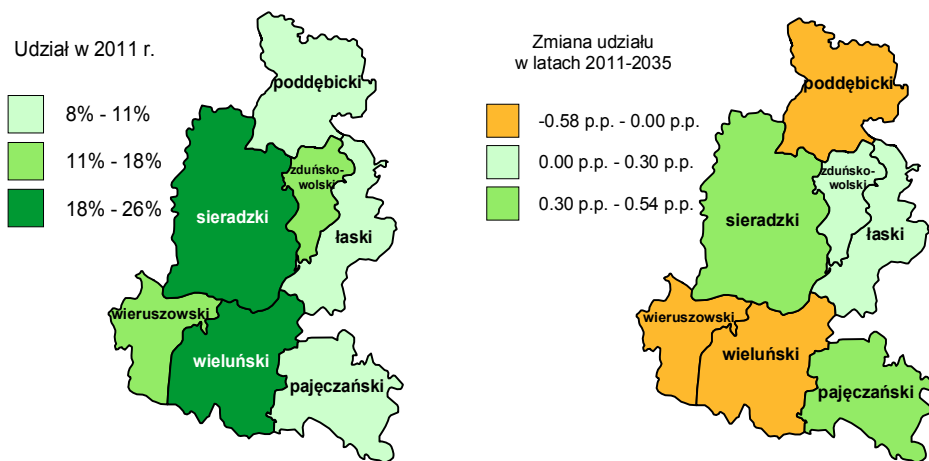 Udział w 2011 r.
8% - 11%
11% - 18%
18% - 26%
poddębicki
zduńsko-
wolski
sieradzki
łaski
wieruszowski
wieluński
pajęczański
Zmiana udziału
w latach 2011-2035
-0.58 p.p. - 0.00 p.p.
0.00 p.p. - 0.30 p.p.
0.30 p.p. - 0.54 p.p.
poddębicki
zduńsko-
wolski
sieradzki
łaski
wieruszowski
wieluński
pajęczański